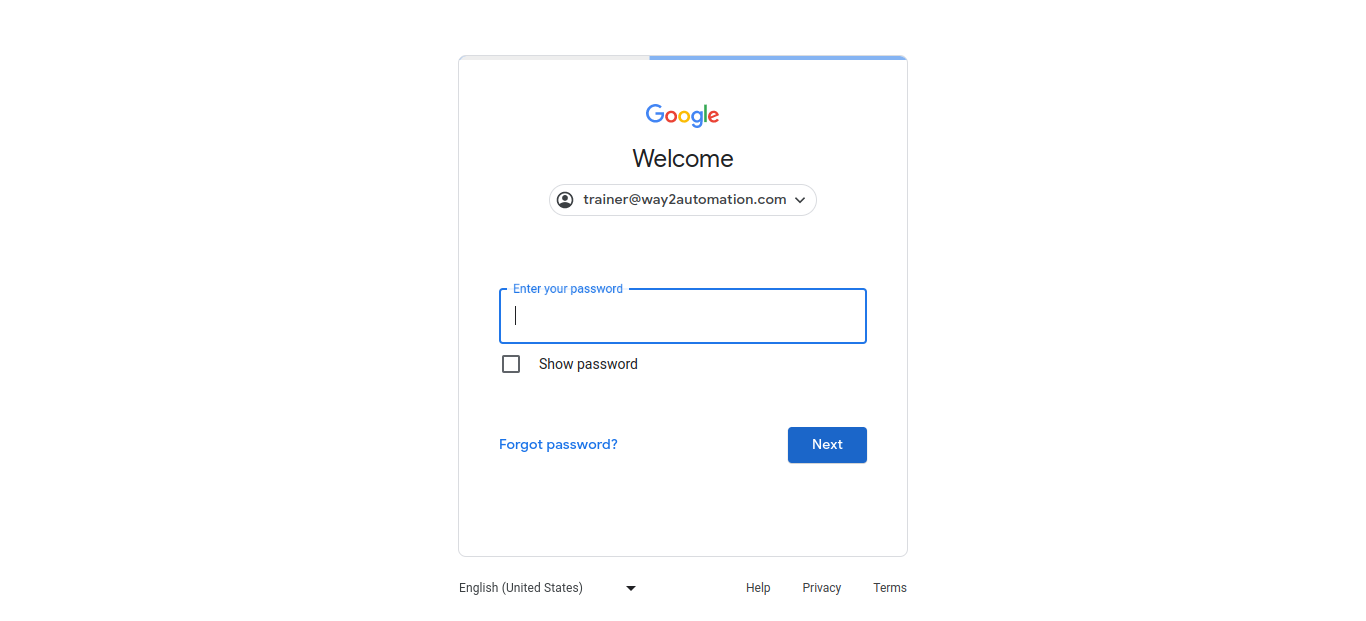 Google
Welcome
trainer@way2automation.com
Enter your password
Show password
Forgot password?
Next
English (United States)
Help
Privacy
Terms